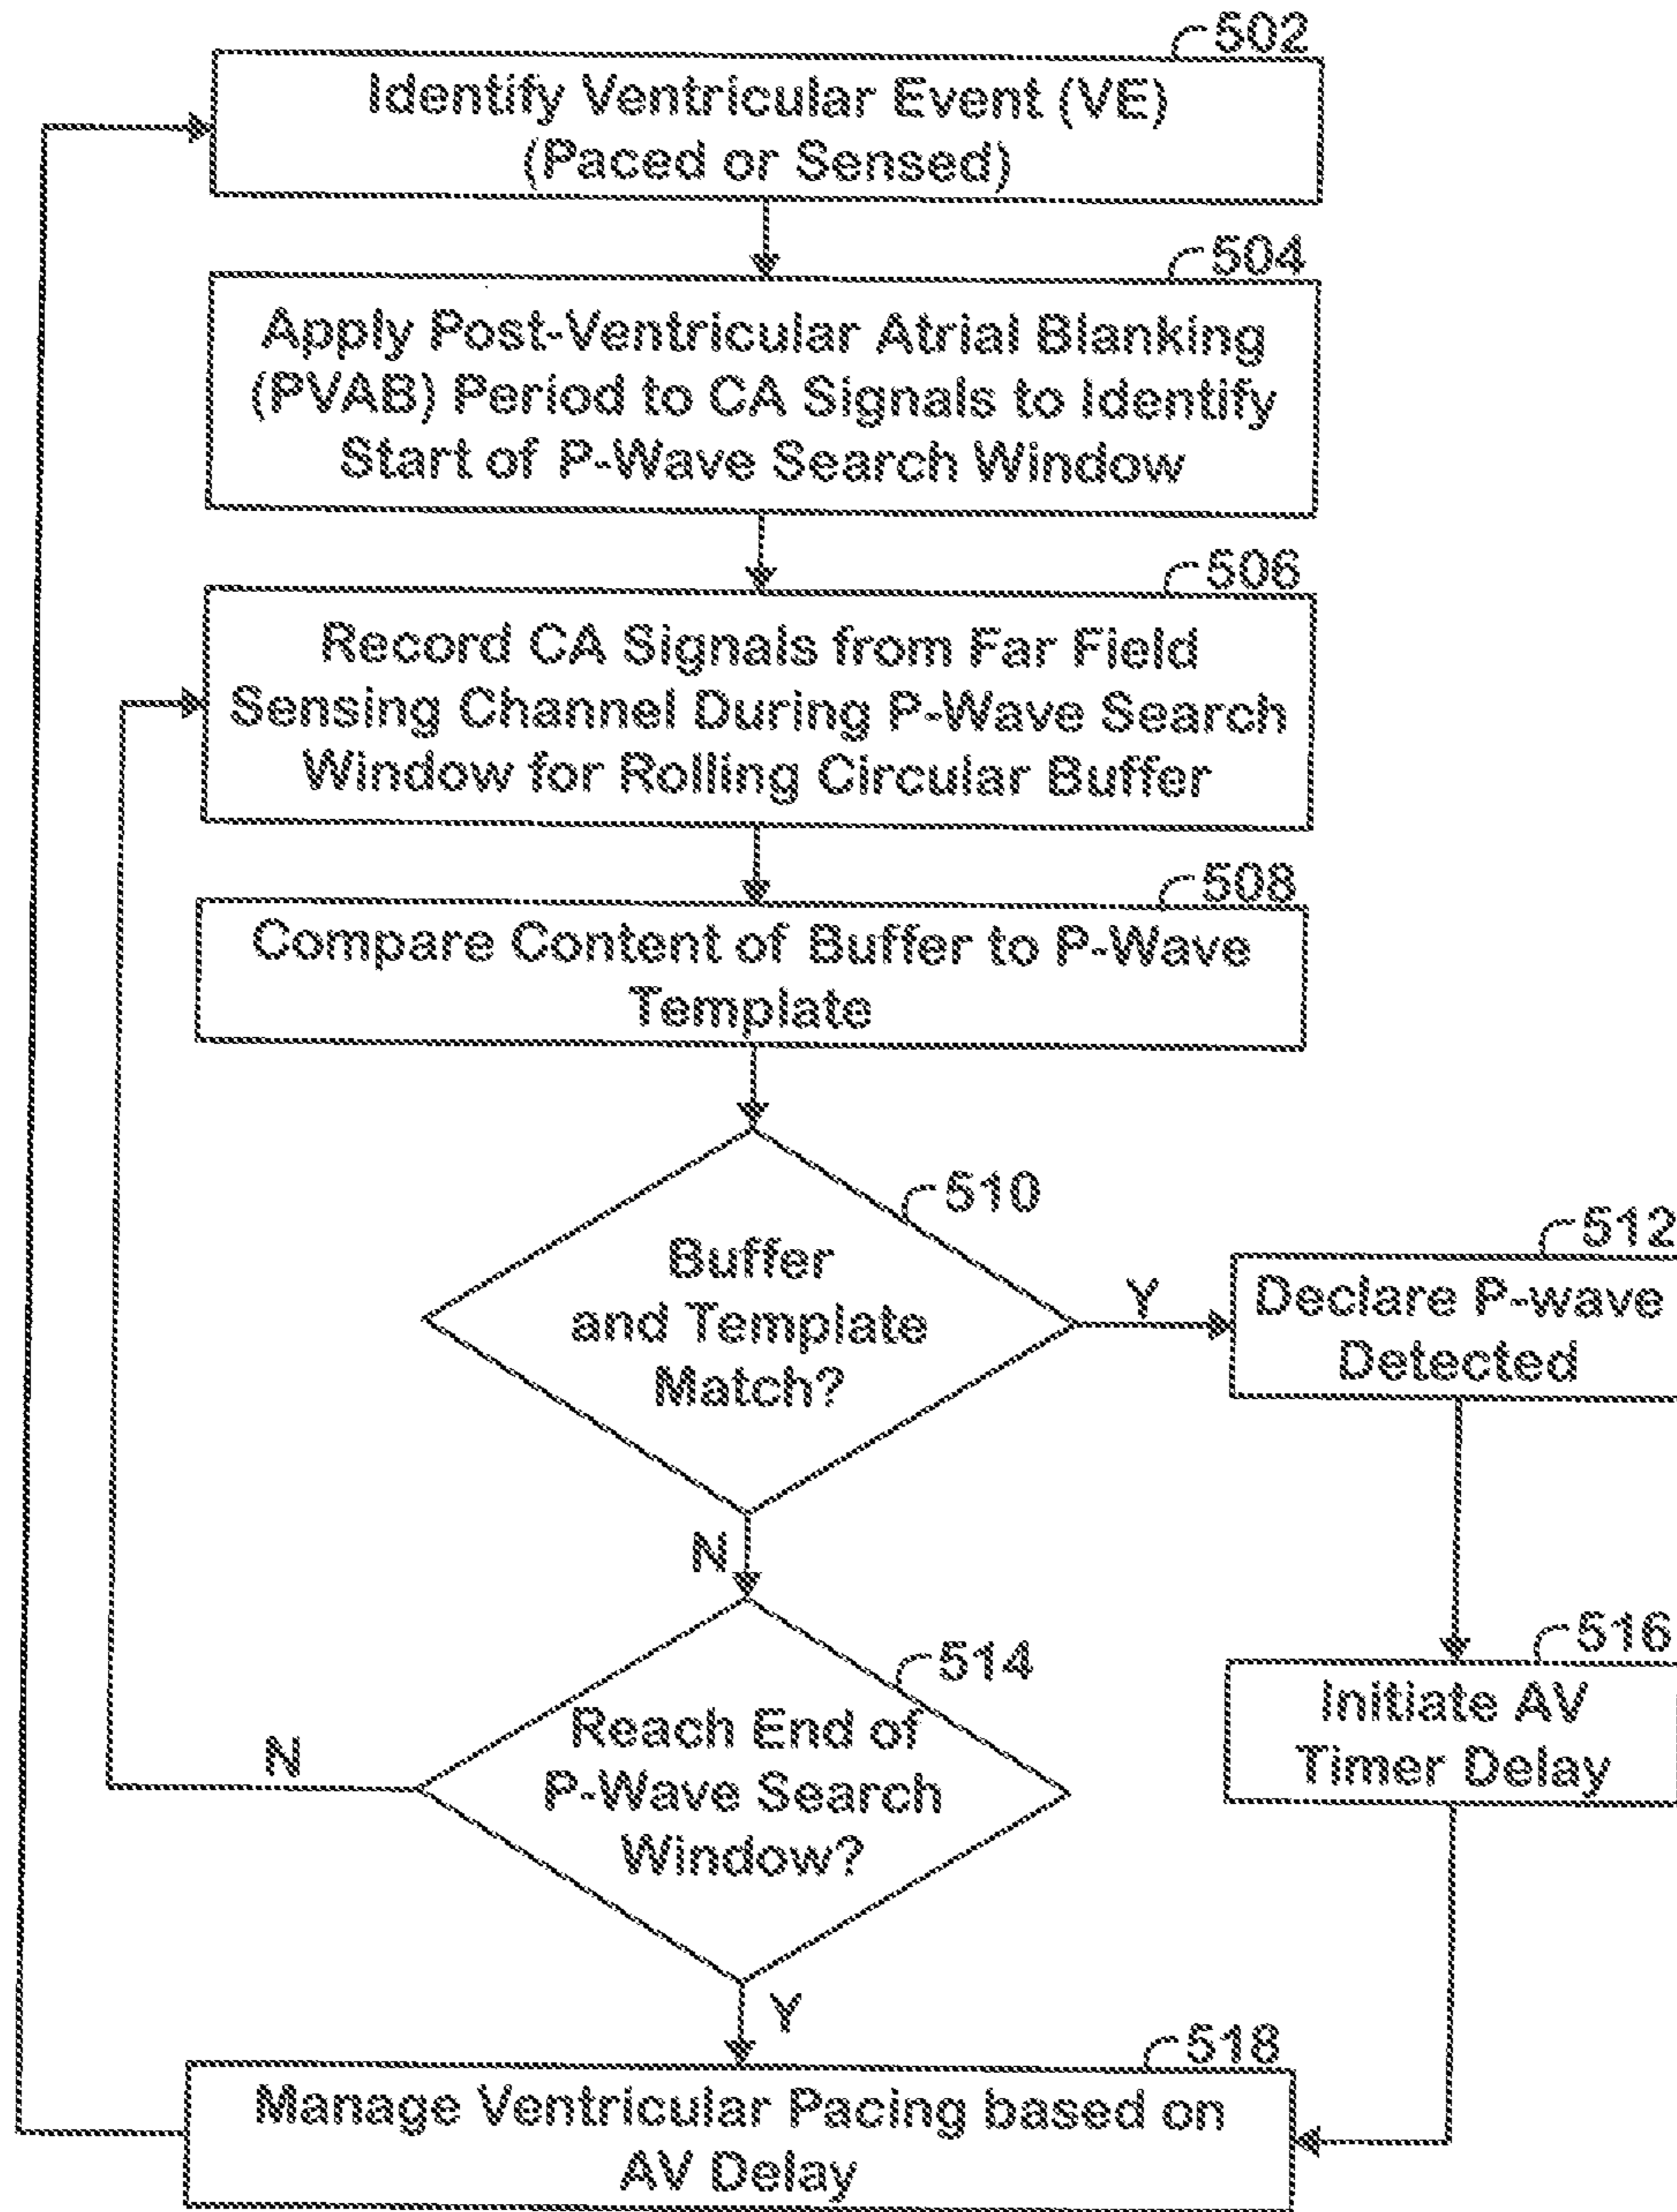 502
Identify Ventricular Event (VE)
(Paced or Sensed)
504
Apply Post-Ventricular Atrial Blanking
(PVAB) Period to CA Signals to Identify
Start of P-Wave Search Window
506
Record CA Signals from Far Field
Sensing Channel During P-Wave Search
Window for Rolling Circular Buffer
508
Compare Content of Buffer to P-Wave
Template
510
Buffer
and Template
Match?
Y
512
Declare P-wave
Detected
N
514
Reach End of
P-Wave Search
Window?
N
516
Initiate AV
Timer Delay
Y
518
Manage Ventricular Pacing based on
AV Delay